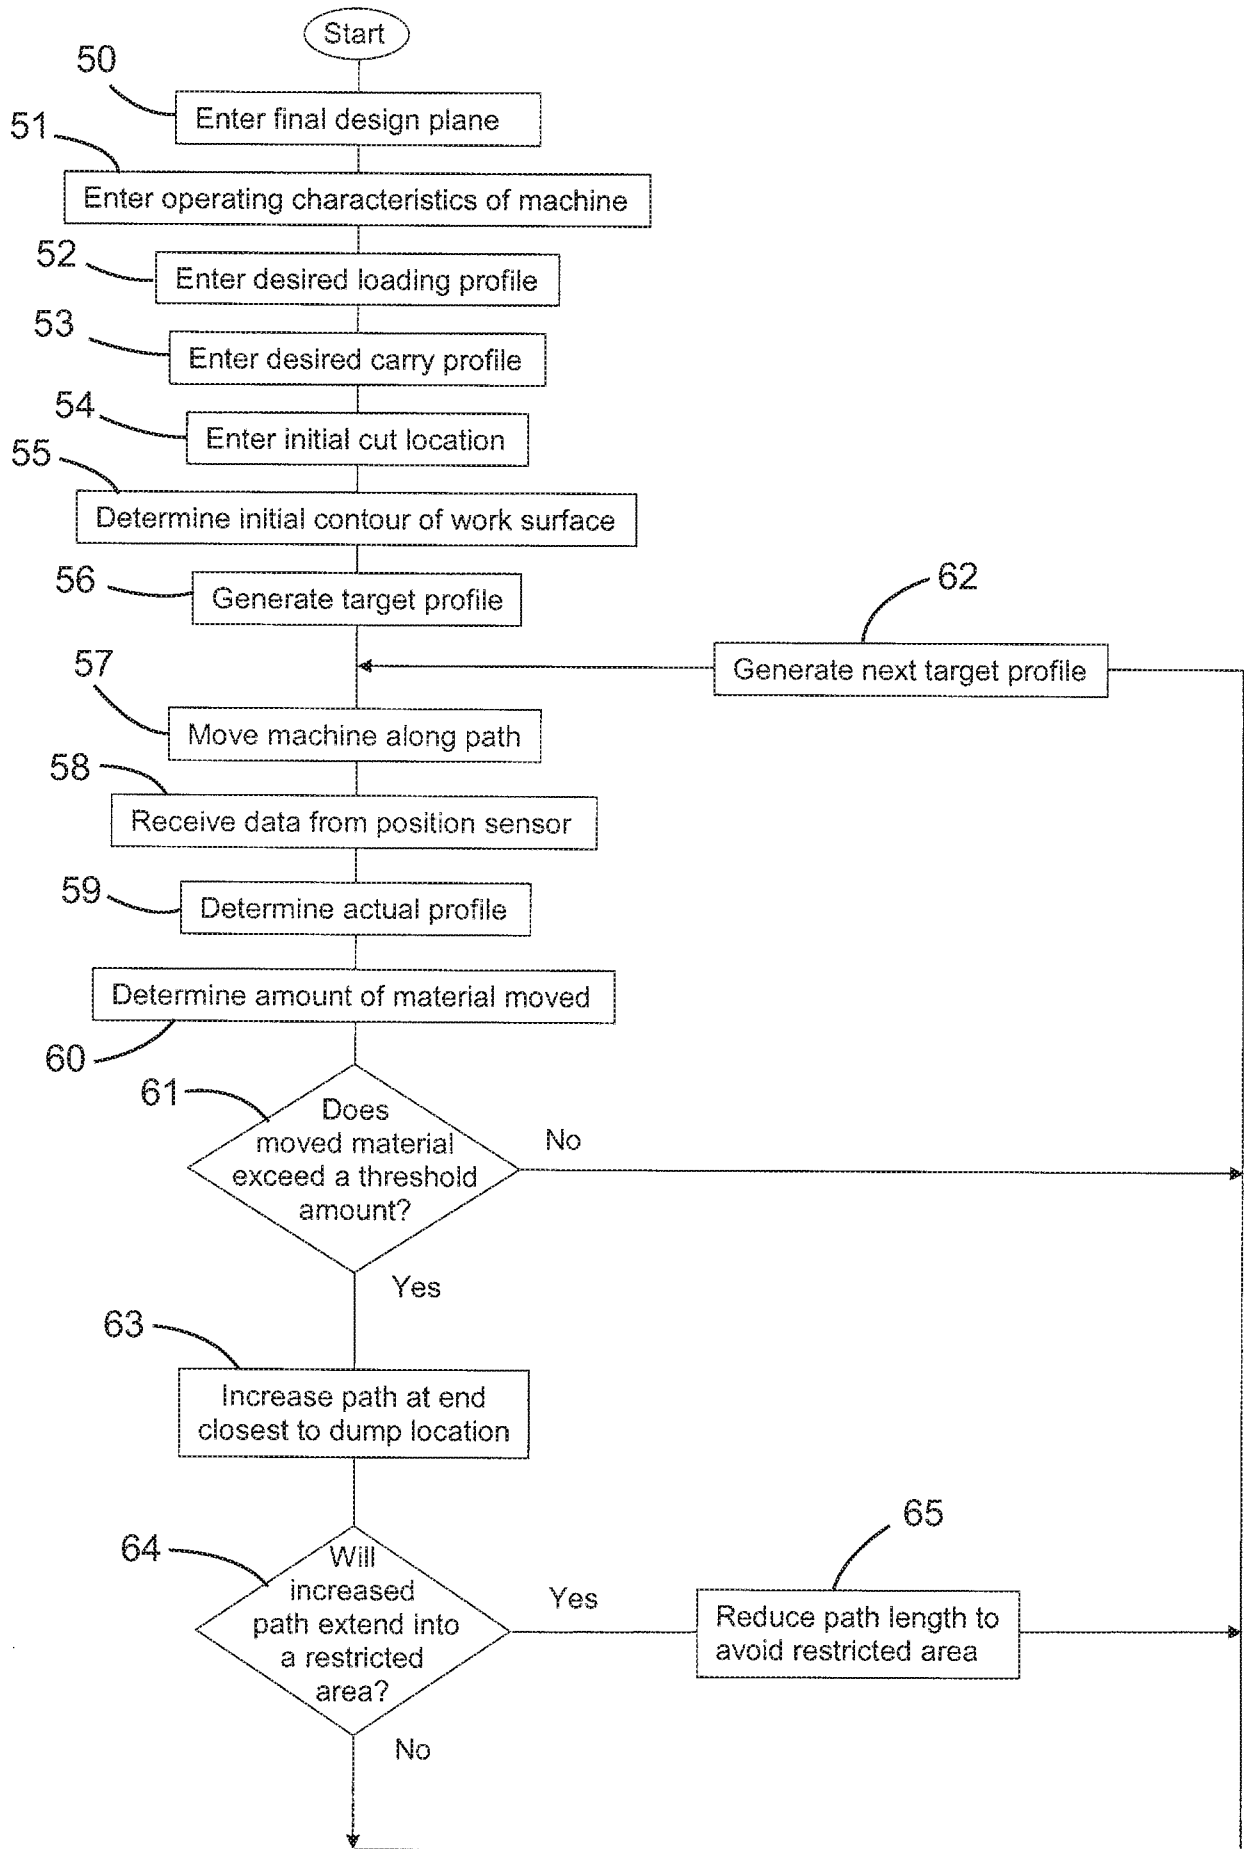 Start
50
Enter final design plane
51
Enter operating characteristics of machine
52
Enter desired loading profile
53
Enter desired carry profile
54
Enter initial cut location
55
Determine initial contour of work surface
56
Generate target profile
62
Generate next target profile
57
Move machine along path
58
Receive data from position sensor
59
Determine actual profile
Determine amount of material moved
60
61
Does
moved material
exceed a threshold
amount?
No
Yes
63
Increase path at end
closest to dump location
64
Will
increased
path extend into
a restricted
area?
Yes
65
Reduce path length to
avoid restricted area
No